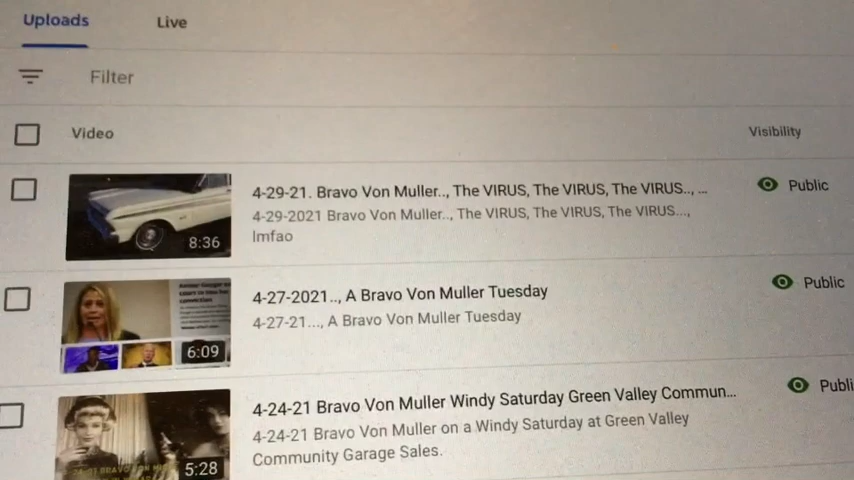 Uploads Live
Filter
Video Visibility
4-29-21. Bravo Von Muller.., The VIRUS, The VIRUS, The VIRUS.., ...
Public
4-29-2021 Bravo Von Muller.., The VIRUS, The VIRUS, The VIRUS...,
lmfao
8:36
4-27-2021.., A Bravo Von Muller Tuesday
Public
4-27-21..., A Bravo Von Muller Tuesday
conviction
6:09
4-24-21 Bravo Von Muller Windy Saturday Green Valley Commun...
Publi
4-24-21 Bravo Von Muller on a Windy Saturday at Green Valley
Community Garage Sales.
5:28